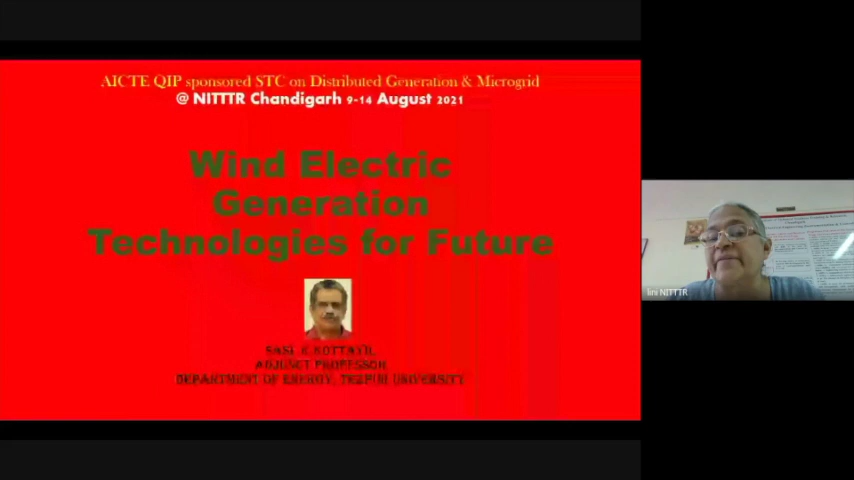 AICTE QIP sponsored STC on Distributed Generation & Microgrid
@ NITTTR Chandigarh 9-14 August 2021
Wind Electric
Generation
Technologies for Future
SASI K KOTTAYIL
ADJUNCT PROFESSOR
DEPARTMENT OF ENERGY, TEZPUR UNIVERSITY
NITTTR